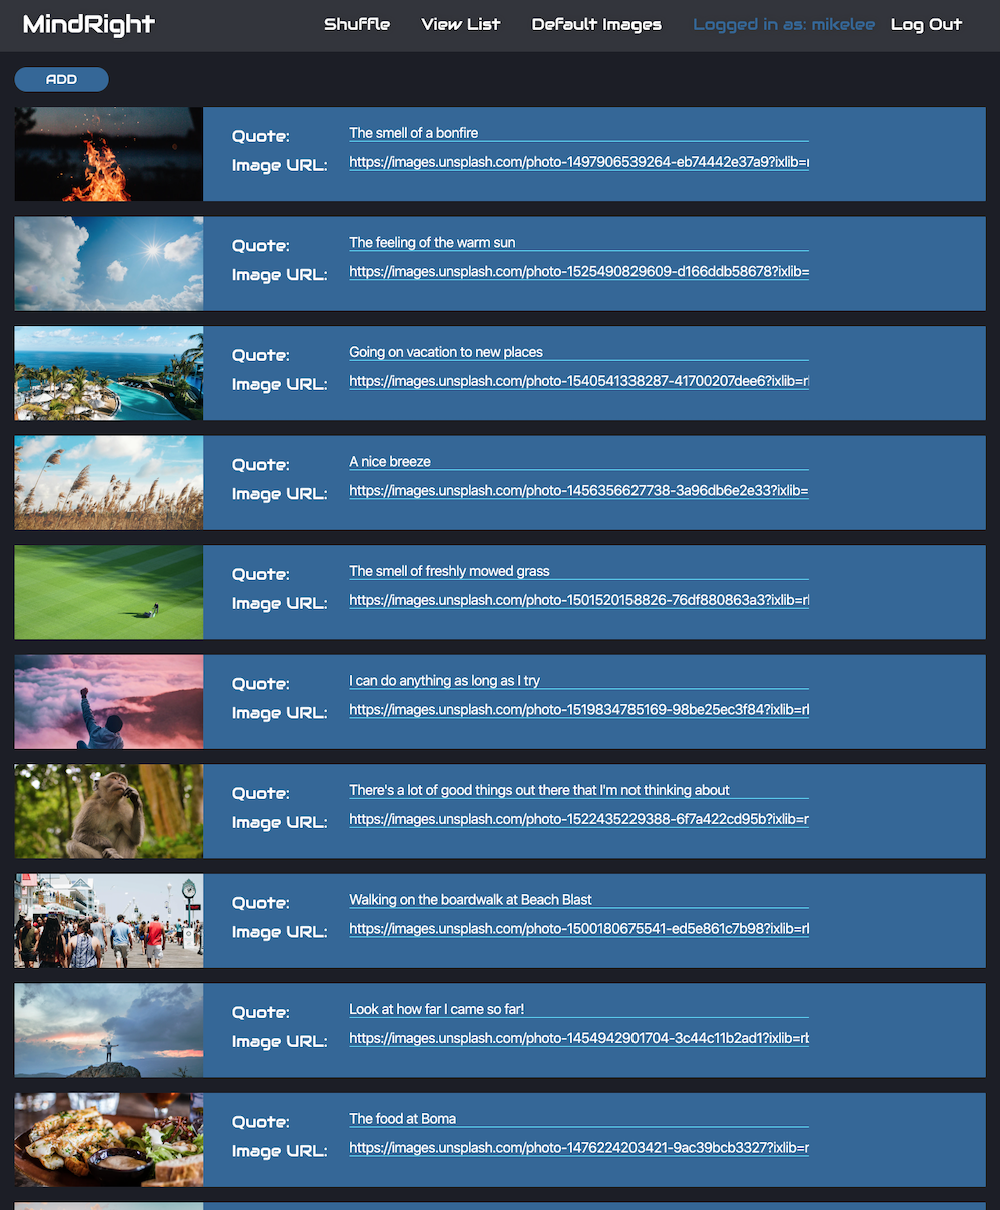 MindRight Shuffle View List Default Images Logged in as: mikelee Log Out
ADD
Quote: The smell of a bonfire
Image URL: https://images.unsplash.com/photo-1497906539264-eb74442e37a9?ixlib=r
Quote: The feeling of the warm sun
Image URL: https://images.unsplash.com/photo-1525490829609-d166ddb58678?ixlib=
Quote: Going on vacation to new places
Image URL: https://images.unsplash.com/photo-1540541338287-41700207dee6?ixlib=r
Quote: A nice breeze
Image URL: https://images.unsplash.com/photo-1456356627738-3a96db6e2e33?ixlib=
Quote: The smell of freshly mowed grass
Image URL: https://images.unsplash.com/photo-1501520158826-76df880863a3?ixlib=r
Quote: I can do anything as long as I try
Image URL: https://images.unsplash.com/photo-1519834785169-98be25ec3f84?ixlib=r
Quote: There's a lot of good things out there that I'm not thinking about
Image URL: https://images.unsplash.com/photo-1522435229388-6f7a422cd95b?ixlib=r
Quote: Walking on the boardwalk at Beach Blast
Image URL: https://images.unsplash.com/photo-1500180675541-ed5e861c7b98?ixlib=r
Quote: Look at how far I came so far!
Image URL: https://images.unsplash.com/photo-1454942901704-3c44c11b2ad1?ixlib=r
Quote: The food at Boma
Image URL: https://images.unsplash.com/photo-1476224203421-9ac39bcb3327?ixlib=r